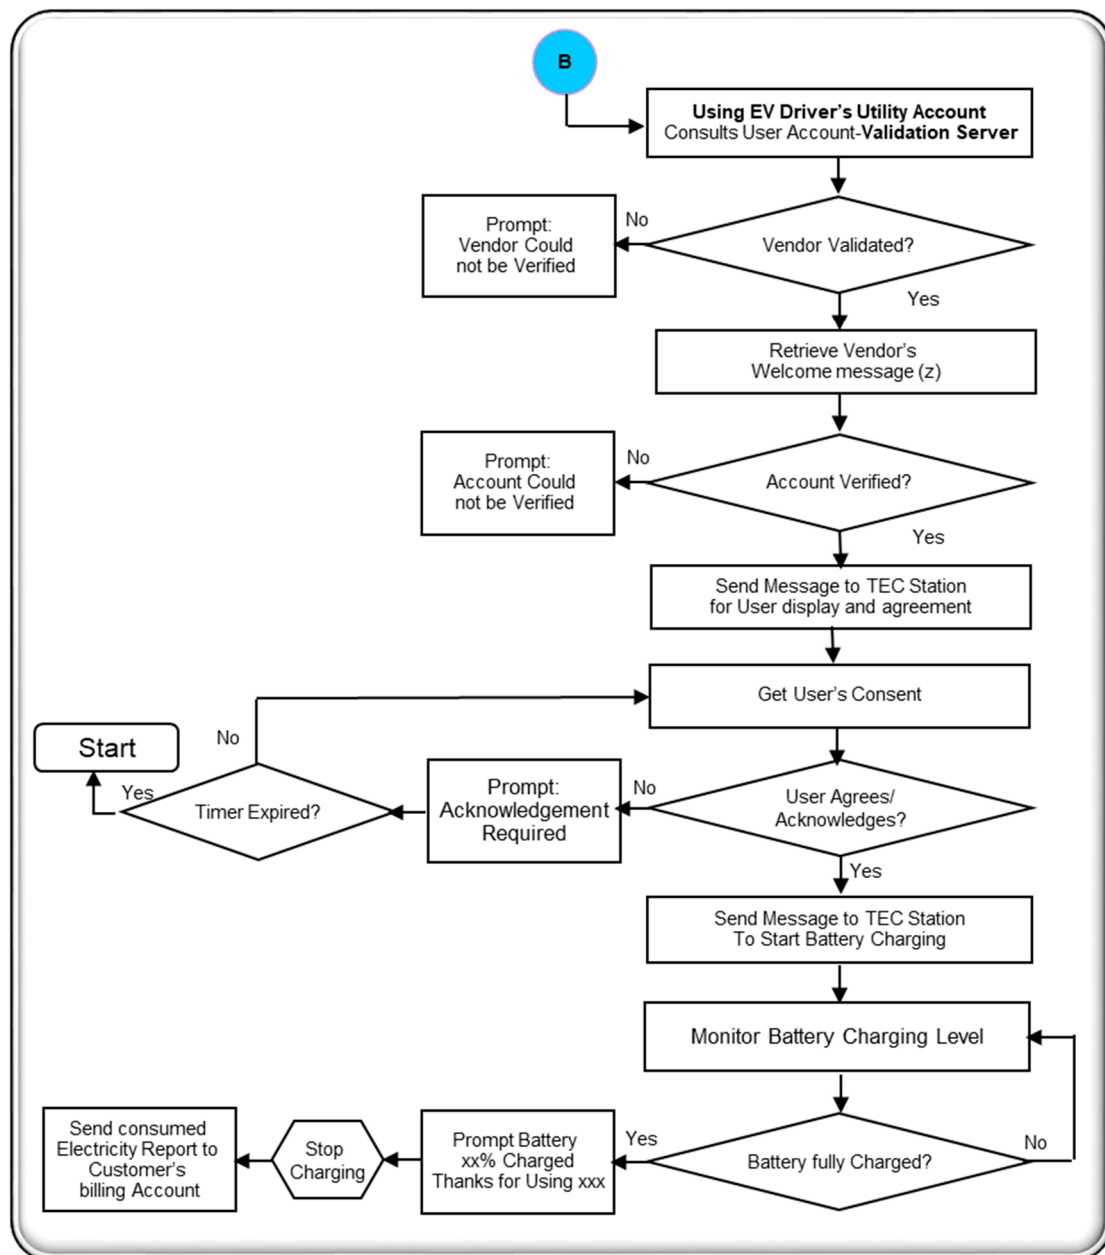 B
Using EV Driver's Utility Account
Consults User Account-Validation Server
Prompt:
Vendor Could
not be Verified
No
Vendor Validated?
Yes
Retrieve Vendor's
Welcome message (z)
Prompt:
Account Could
not be Verified
No
Account Verified?
Yes
Send Message to TEC Station
for User display and agreement
Get User's Consent
No
Start
Yes
Timer Expired?
Prompt:
Acknowledgement
Required
No
User Agrees/
Acknowledges?
Yes
Send Message to TEC Station
To Start Battery Charging
Monitor Battery Charging Level
Send consumed
Electricity Report to
Customer's
billing Account
Stop
Charging
Prompt Battery
xx% Charged
Thanks for Using xxx
Yes
Battery fully Charged?
No